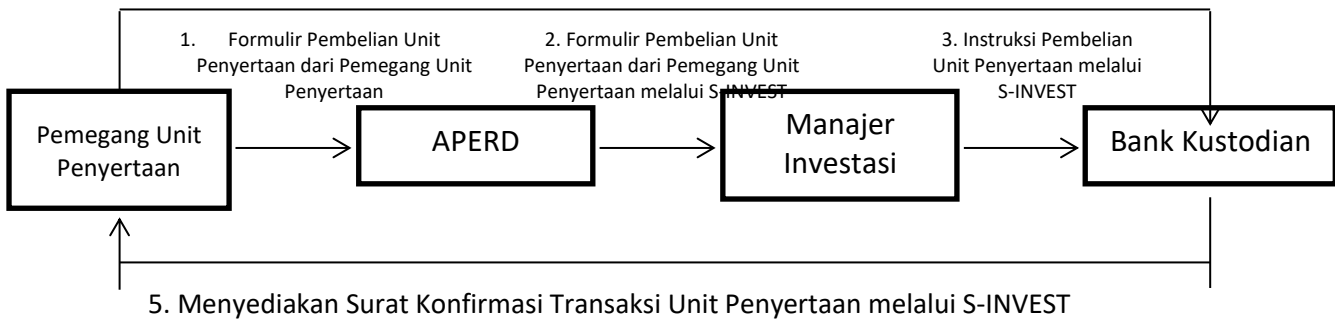 1. Formulir Pembelian Unit
Penyertaan dari Pemegang Unit
Penyertaan
2. Formulir Pembelian Unit
Penyertaan dari Pemegang Unit
Penyertaan melalui S-INVEST
3. Instruksi Pembelian
Unit Penyertaan melalui
S-INVEST
Pemegang Unit
Penyertaan
APERD
Manajer
Investasi
Bank Kustodian
5. Menyediakan Surat Konfirmasi Transaksi Unit Penyertaan melalui S-INVEST